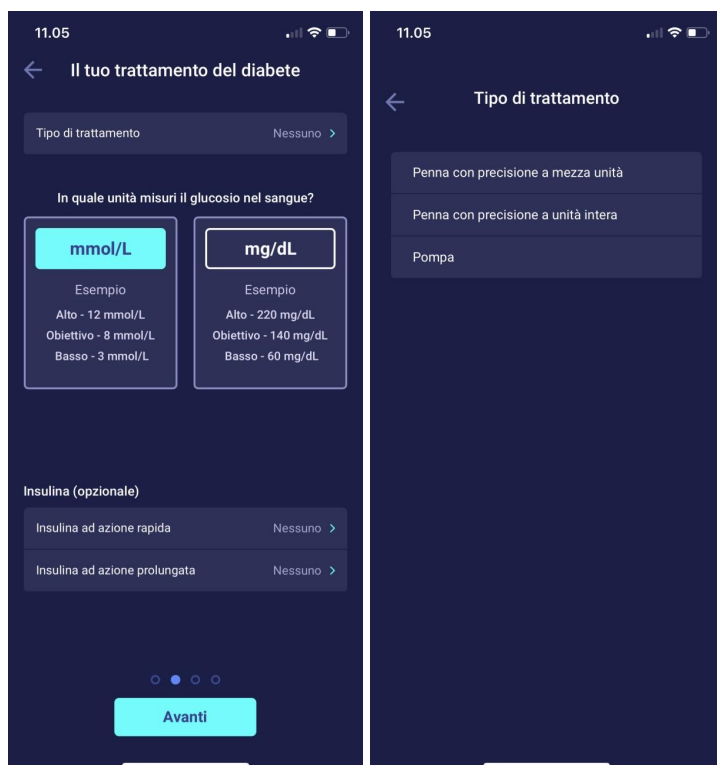 11.05
Il tuo trattamento del diabete
Tipo di trattamento Nessuno >
In quale unità misuri il glucosio nel sangue?
mmol/L
Esempio
Alto - 12 mmol/L
Obiettivo - 8 mmol/L
Basso - 3 mmol/L
mg/dL
Esempio
Alto - 220 mg/dL
Obiettivo - 140 mg/dL
Basso - 60 mg/dL
Insulina (opzionale)
Insulina ad azione rapida Nessuno >
Insulina ad azione prolungata Nessuno >
Avanti
11.05
Tipo di trattamento
Penna con precisione a mezza unità
Penna con precisione a unità intera
Pompa